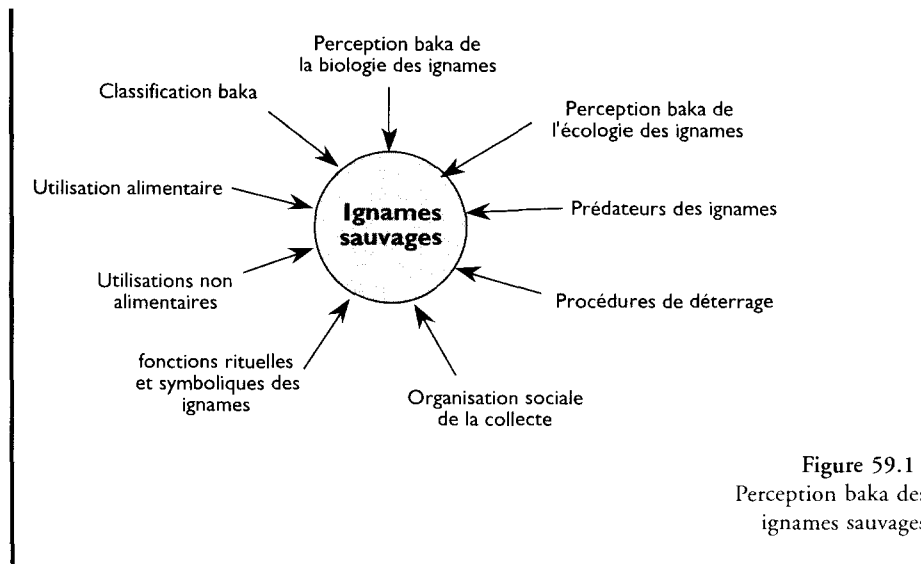 Perception baka de
la biologie des ignames
Classification baka
Perception baka de
l'écologie des ignames
Utilisation alimentaire
Ignames
sauvages
Prédateurs des ignames
Utilisations non
alimentaires
Procédures de déterrage
fonctions rituelles
et symboliques des
ignames
Organisation sociale
de la collecte
Figure 59.1
Perception baka des
ignames sauvages